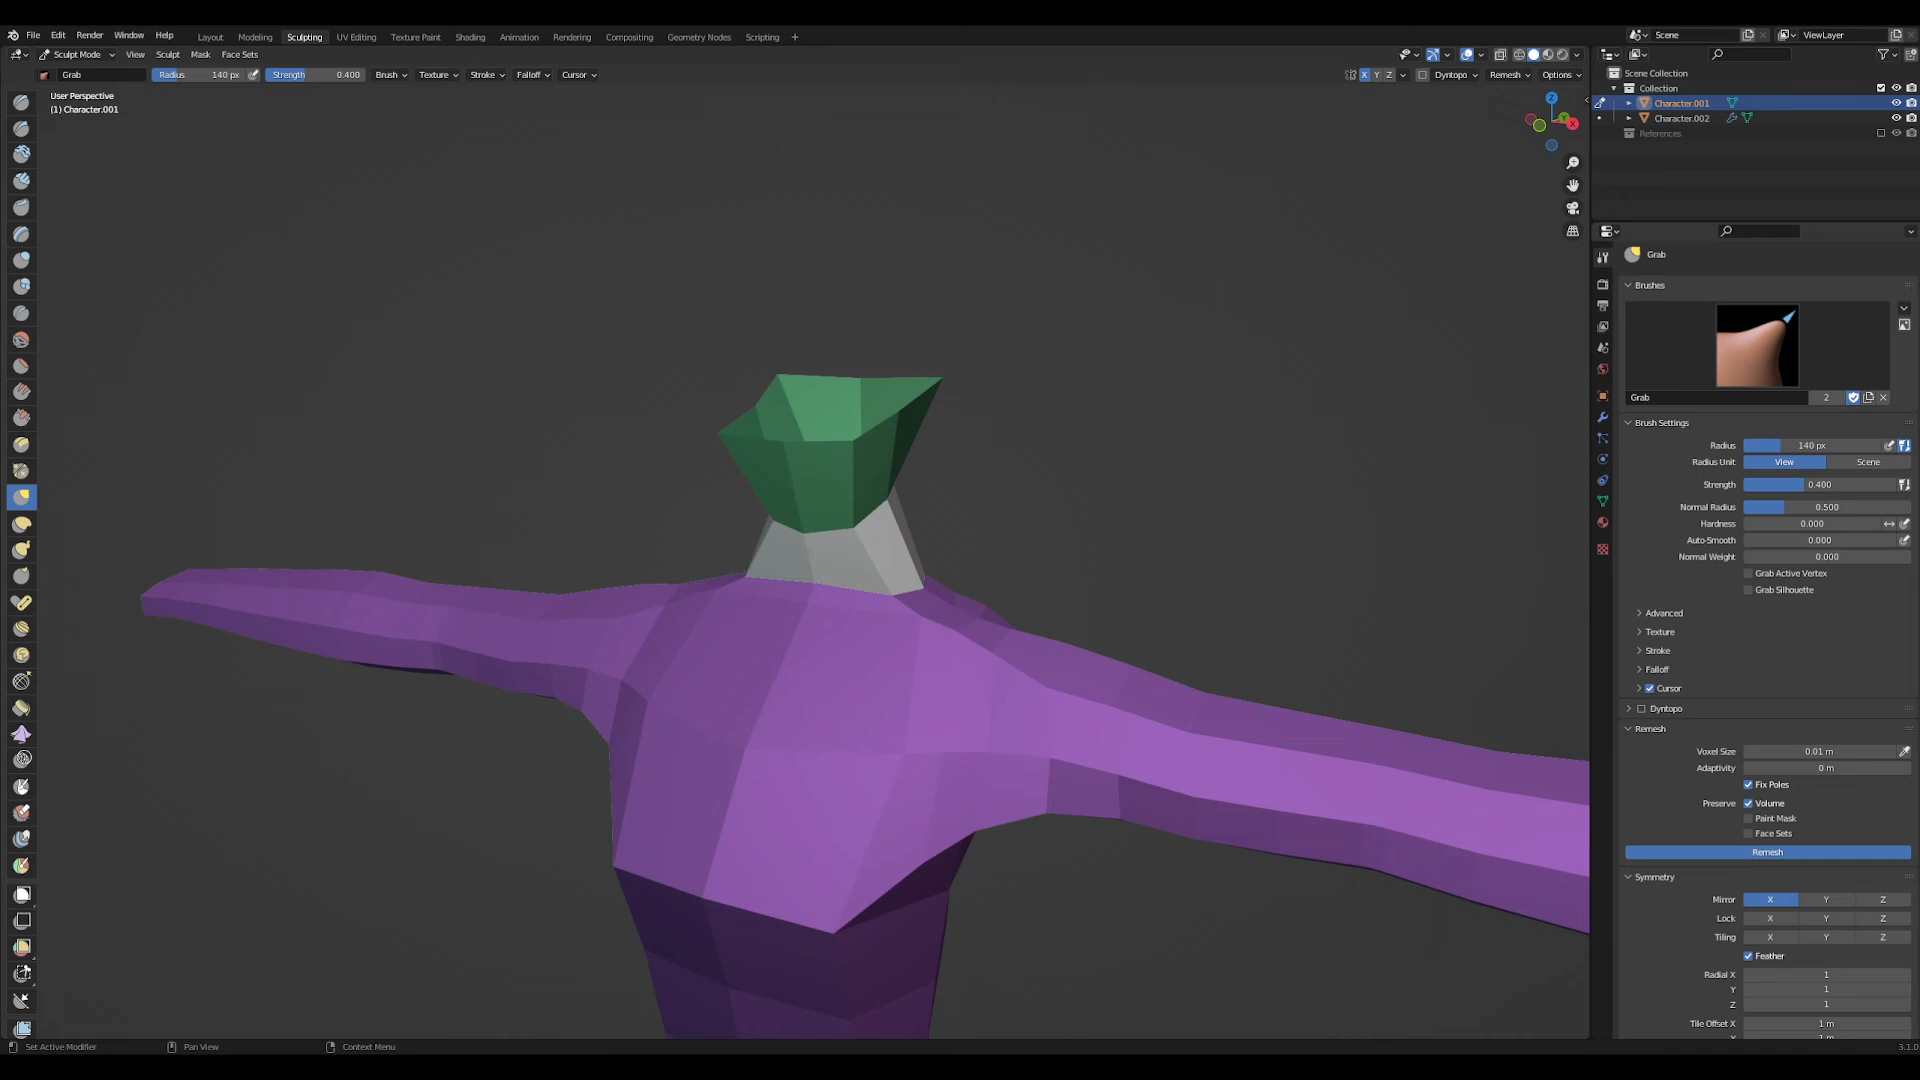 File Edit Render Window Help Layout Modeling Sculpting UV Editing Texture Paint Shading Animation Rendering Compositing Geometry Nodes Scripting + Scene ViewLayer
Sculpt Mode View Sculpt Mask Face Sets
Grab Radius 140 px Strength 0.400 Brush Texture Stroke Falloff Cursor X Y Z Dyntopo Remesh Options
User Perspective
(1) Character.001
Z
Y
X
Scene Collection
Collection
Character.001
Character.002
References
Grab
Brushes
Grab 2
Brush Settings
Radius 140 px
Radius Unit View Scene
Strength 0.400
Normal Radius 0.500
Hardness 0.000
Auto-Smooth 0.000
Normal Weight 0.000
Grab Active Vertex
Grab Silhouette
Advanced
Texture
Stroke
Falloff
Cursor
Dyntopo
Remesh
Voxel Size 0.01 m
Adaptivity 0 m
Fix Poles
Preserve Volume
Paint Mask
Face Sets
Remesh
Symmetry
Mirror X Y Z
Lock X Y Z
Tiling X Y Z
Feather
Radial X 1
Y 1
Z 1
Tile Offset X 1 m
Set Active Modifier Pan View Context Menu 3.1.0